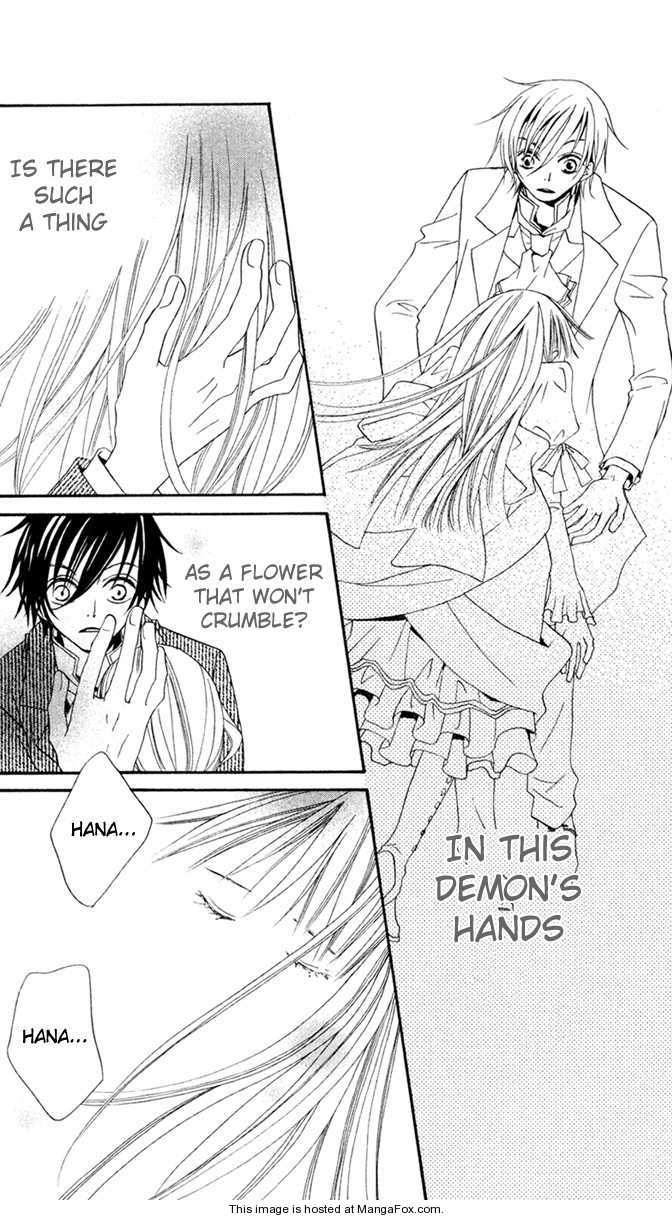 IN THIS
DEMON'S
HANDS
IS THERE
SUCH
A THING
AS A FLOWER
THAT WON'T
CRUMBLE?
HANA...
HANA...
This image is hosted at MangaFox.com.